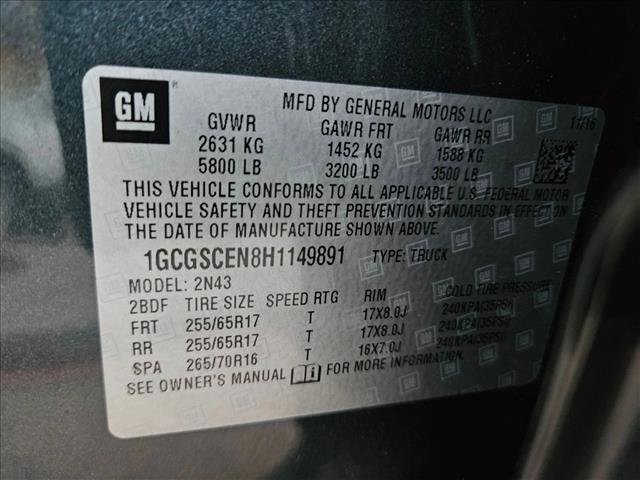 GM
MFD BY GENERAL MOTORS LLC
11/16
GVWR GAWR FRT GAWR RR
2631 KG 1452 KG 1588 KG
5800 LB 3200 LB 3500 LB
THIS VEHICLE CONFORMS TO ALL APPLICABLE U.S. FEDERAL MOTOR
VEHICLE SAFETY AND THEFT PREVENTION STANDARDS IN EFFECT ON
THE DATE OF MANUFACTURE SHOWN ABOVE.
1GCGSCEN8H1149891 TYPE: TRUCK
MODEL: 2N43
2BDF TIRE SIZE SPEED RTG RIM COLD TIRE PRESSURE
FRT 255/65R17 T 17X8.0J 240KPA(35PSI)
RR 255/65R17 T 17X8.0J 240KPA(35PSI)
SPA 265/70R16 T 16X7.0J 240KPA(35PSI)
SEE OWNER'S MANUAL FOR MORE INFORMATION.